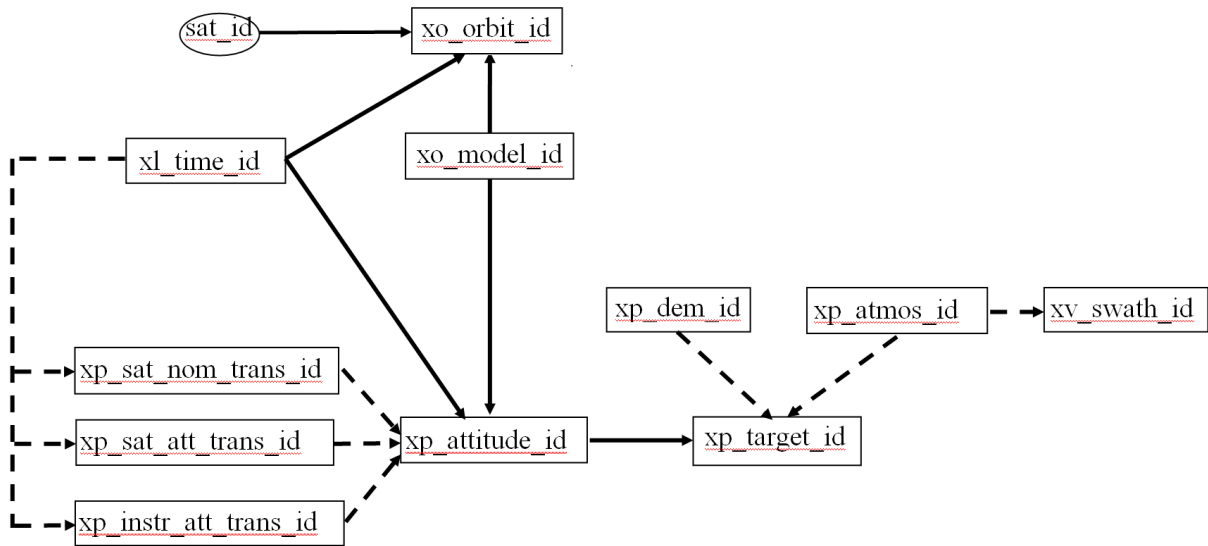 sat_id
xo_orbit_id
xl_time_id
xo_model_id
xp_dem_id
xp_atmos_id
xv_swath_id
xp_sat_nom_trans_id
xp_sat_att_trans_id
xp_attitude_id
xp_target_id
xp_instr_att_trans_id